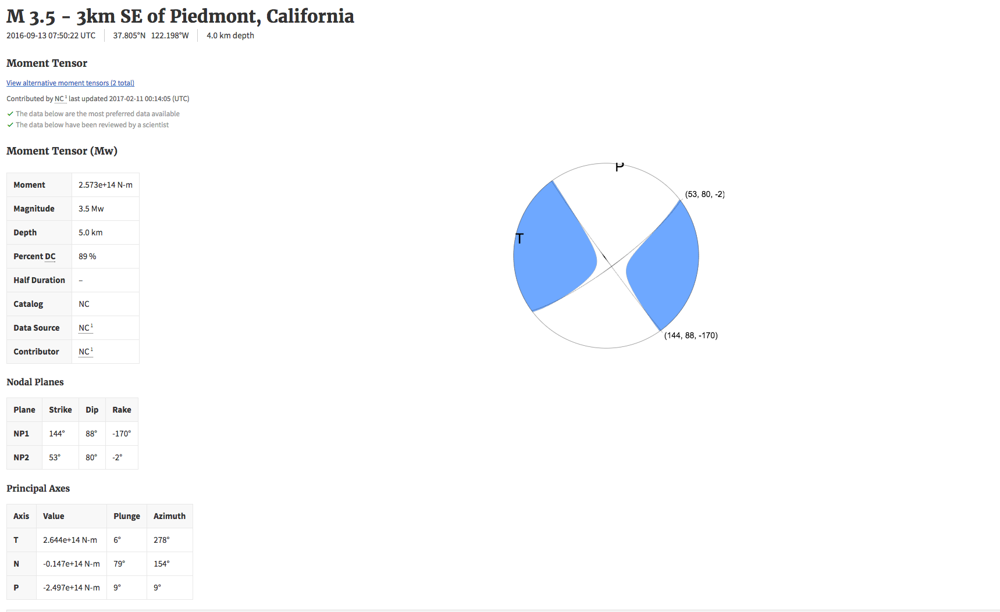 M 3.5 - 3km SE of Piedmont, California
2016-09-13 07:50:22 UTC 37.805°N 122.198°W 4.0 km depth
Moment Tensor
View alternative moment tensors (2 total)
Contributed by NC 1 last updated 2017-02-11 00:14:05 (UTC)
✓ The data below are the most preferred data available
✓ The data below have been reviewed by a scientist
Moment Tensor (Mw)
Moment 2.573e+14 N-m
Magnitude 3.5 Mw
Depth 5.0 km
Percent DC 89 %
Half Duration –
Catalog NC
Data Source NC 1
Contributor NC 1
P
(53, 80, -2)
T
(144, 88, -170)
Nodal Planes
Plane Strike Dip Rake
NP1 144° 88° -170°
NP2 53° 80° -2°
Principal Axes
Axis Value Plunge Azimuth
T 2.644e+14 N-m 6° 278°
N -0.147e+14 N-m 79° 154°
P -2.497e+14 N-m 9° 9°